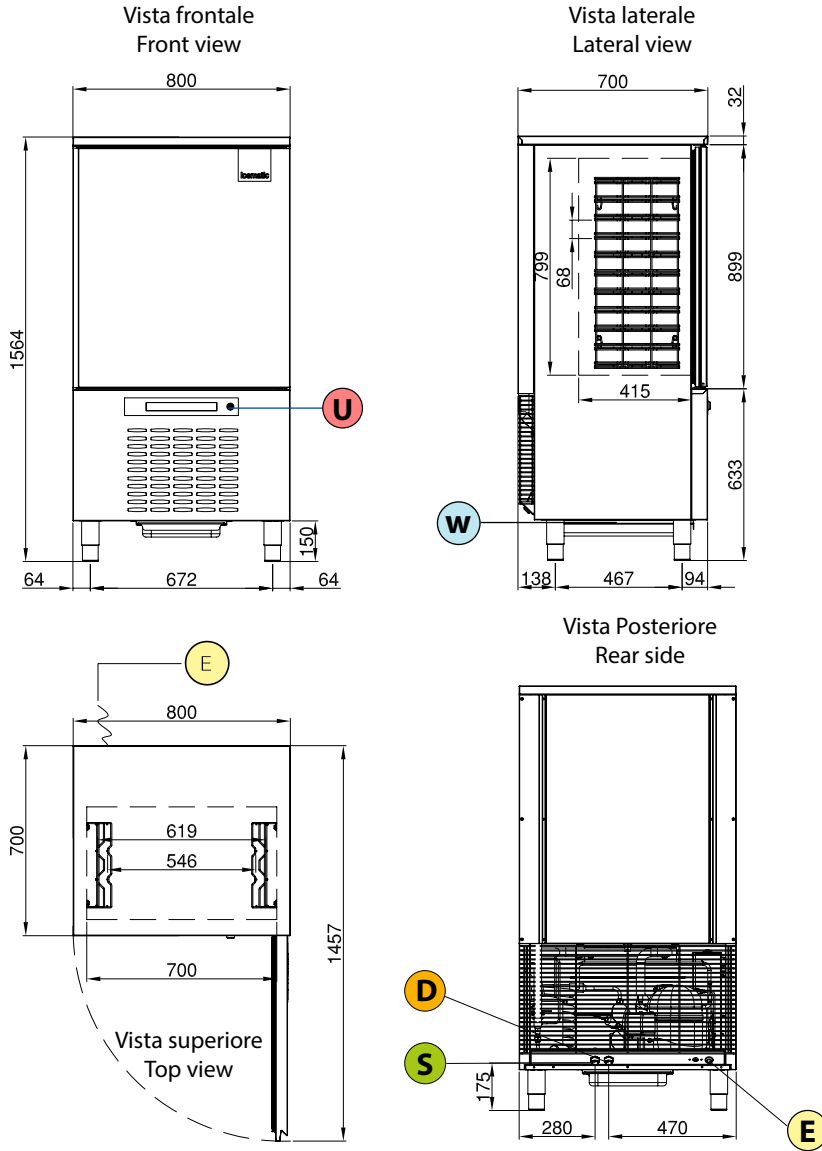 Vista frontale
Front view
800
1564
icematic
U
150
64
672
64
Vista laterale
Lateral view
700
32
799
68
899
415
633
W
138
467
94
E
800
700
619
546
700
1457
Vista superiore
Top view
Vista Posteriore
Rear side
D
S
175
280
470
E